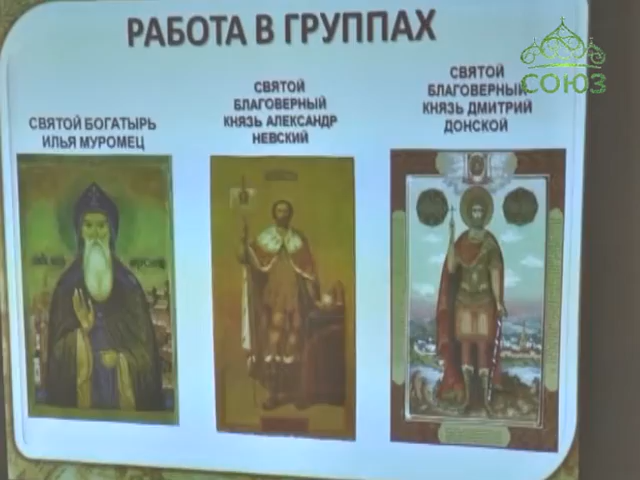 РАБОТА В ГРУППАХ
СОЮЗ
СВЯТОЙ БОГАТЫРЬ
ИЛЬЯ МУРОМЕЦ
СВЯТОЙ
БЛАГОВЕРНЫЙ
КНЯЗЬ АЛЕКСАНДР
НЕВСКИЙ
СВЯТОЙ
БЛАГОВЕРНЫЙ
КНЯЗЬ ДМИТРИЙ
ДОНСКОЙ